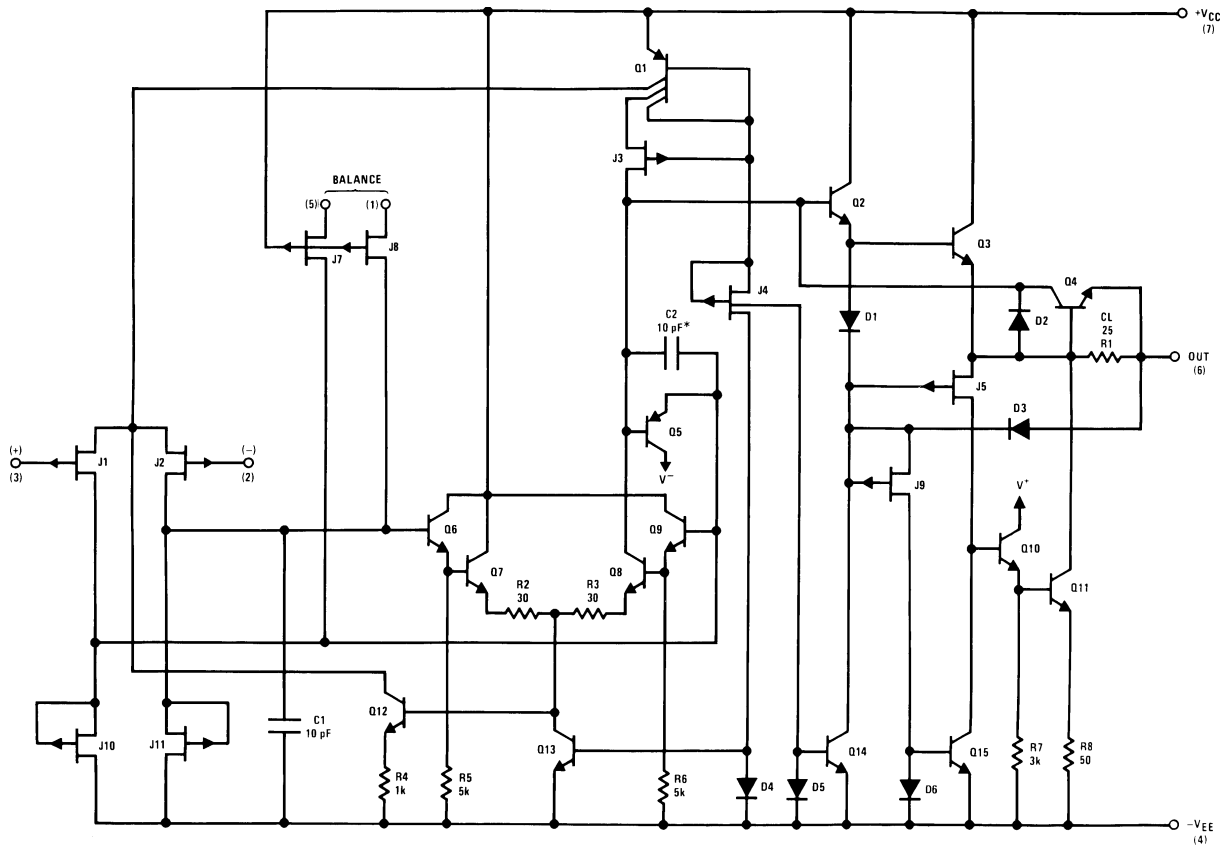 +VCC
(7)
Q1
J3
BALANCE
(5)
(1)
J7
J8
Q2
Q3
J4
Q4
C2
10 pF*
D1
D2
CL
25
R1
OUT
(6)
J5
D3
Q5
V−
(+)
(3)
J1
J2
(−)
(2)
J9
V+
Q6
Q7
Q8
Q9
Q10
Q11
R2
30
R3
30
J10
J11
C1
10 pF
Q12
Q13
Q14
Q15
R4
1k
R5
5k
R6
5k
D4
D5
D6
R7
3k
R8
50
−VEE
(4)